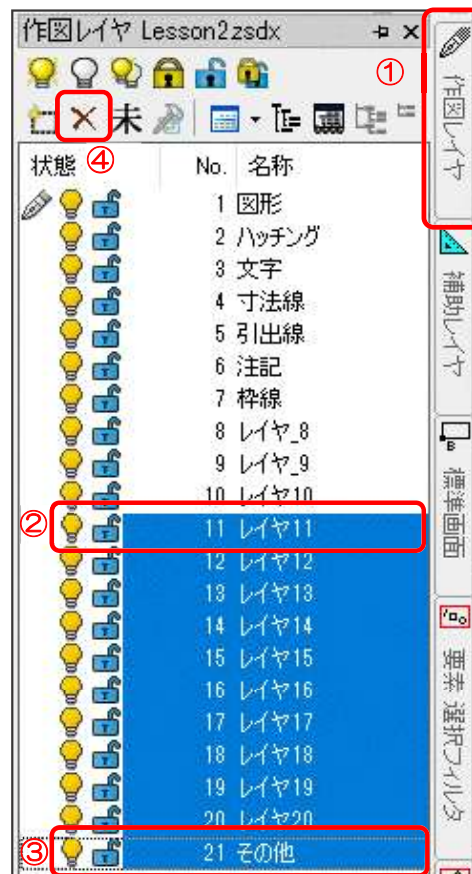 作図レイヤ Lesson2.zsdx
①
未
④
状態 No. 名称
1 図形
2 ハッチング
3 文字
4 寸法線
5 引出線
6 注記
7 枠線
8 レイヤ_8
9 レイヤ_9
10 レイヤ10
②
11 レイヤ11
12 レイヤ12
13 レイヤ13
14 レイヤ14
15 レイヤ15
16 レイヤ16
17 レイヤ17
18 レイヤ18
19 レイヤ19
20 レイヤ20
③
21 その他
作図レイヤ
補助レイヤ
B
標準画面
要素選択フィルタ